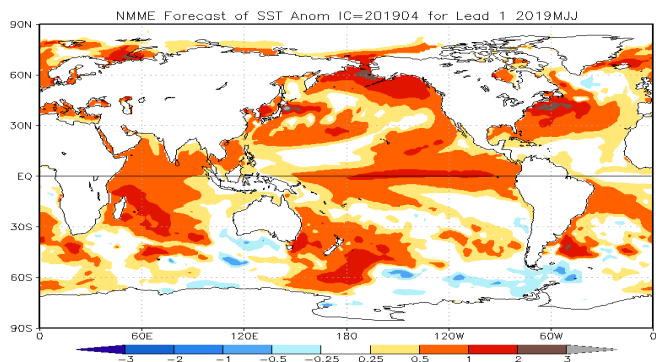 NMME Forecast of SST Anom IC=201904 for Lead 1 2019MJJ
90N
60N
30N
EQ
30S
60S
90S
0 60E 120E 180 120W 60W 0
-3 -2 -1 -0.5 -0.25 0.25 0.5 1 2 3